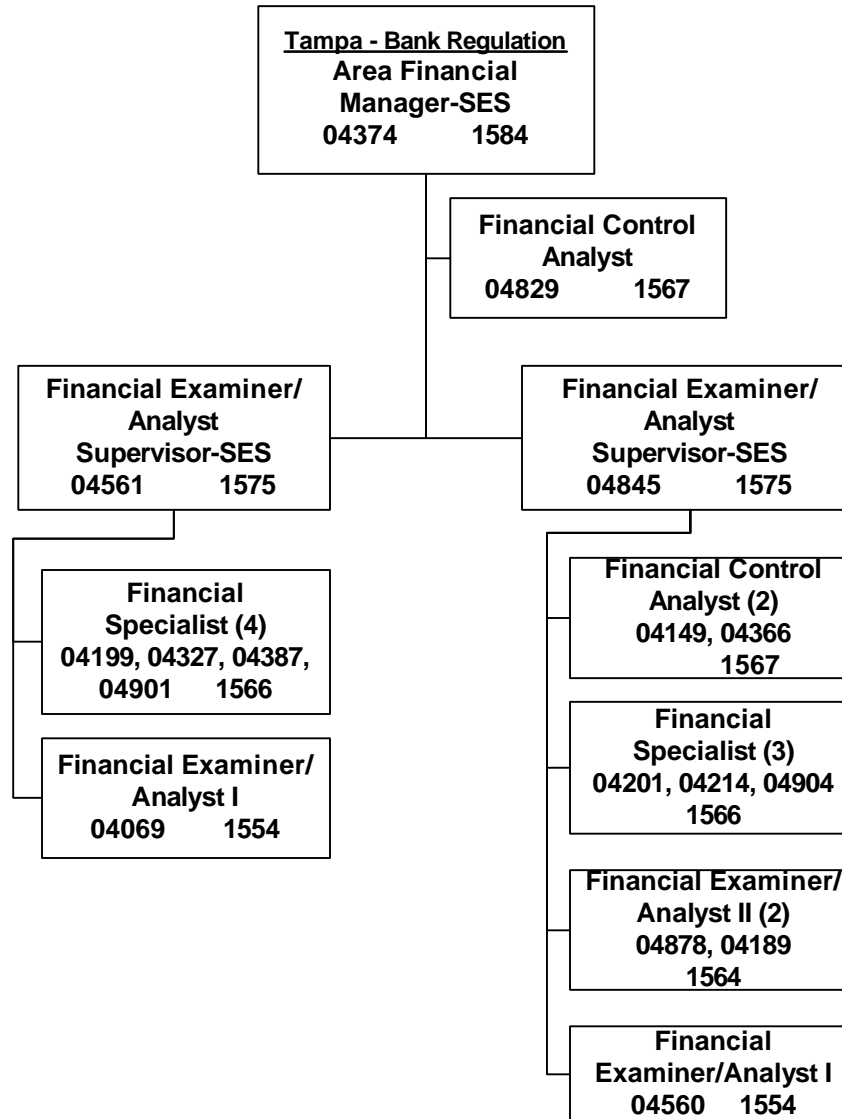 Tampa - Bank Regulation
Area Financial
Manager-SES
04374 1584
Financial Control
Analyst
04829 1567
Financial Examiner/
Analyst
Supervisor-SES
04561 1575
Financial Specialist (4)
04199, 04327, 04387,
04901 1566
Financial Examiner/
Analyst I
04069 1554
Financial Examiner/
Analyst
Supervisor-SES
04845 1575
Financial Control
Analyst (2)
04149, 04366
1567
Financial
Specialist (3)
04201, 04214, 04904
1566
Financial Examiner/
Analyst II (2)
04878, 04189
1564
Financial
Examiner/Analyst I
04560 1554